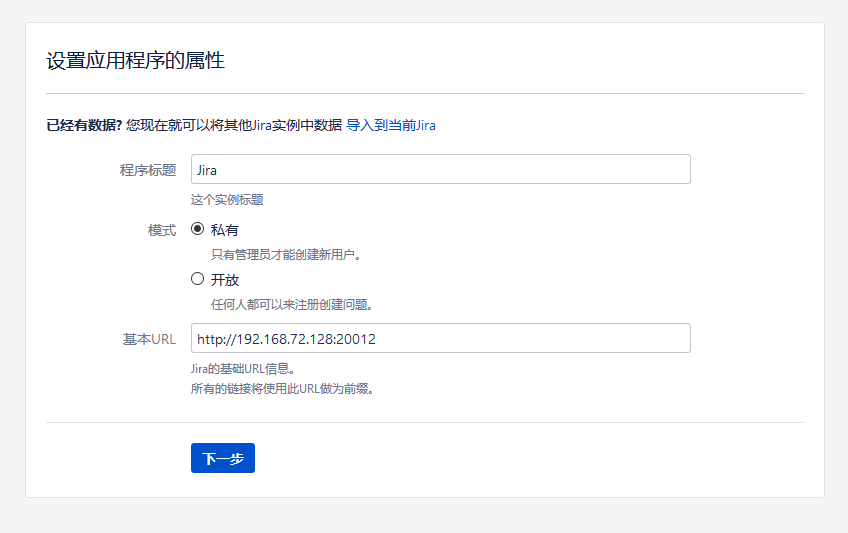 设置应用程序的属性
已经有数据? 您现在就可以将其他Jira实例中数据 导入到当前Jira
程序标题 Jira
这个实例标题
模式 私有
只有管理员才能创建新用户。
开放
任何人都可以来注册创建问题。
基本URL http://192.168.72.128:20012
Jira的基础URL信息。
所有的链接将使用此URL做为前缀。
下一步